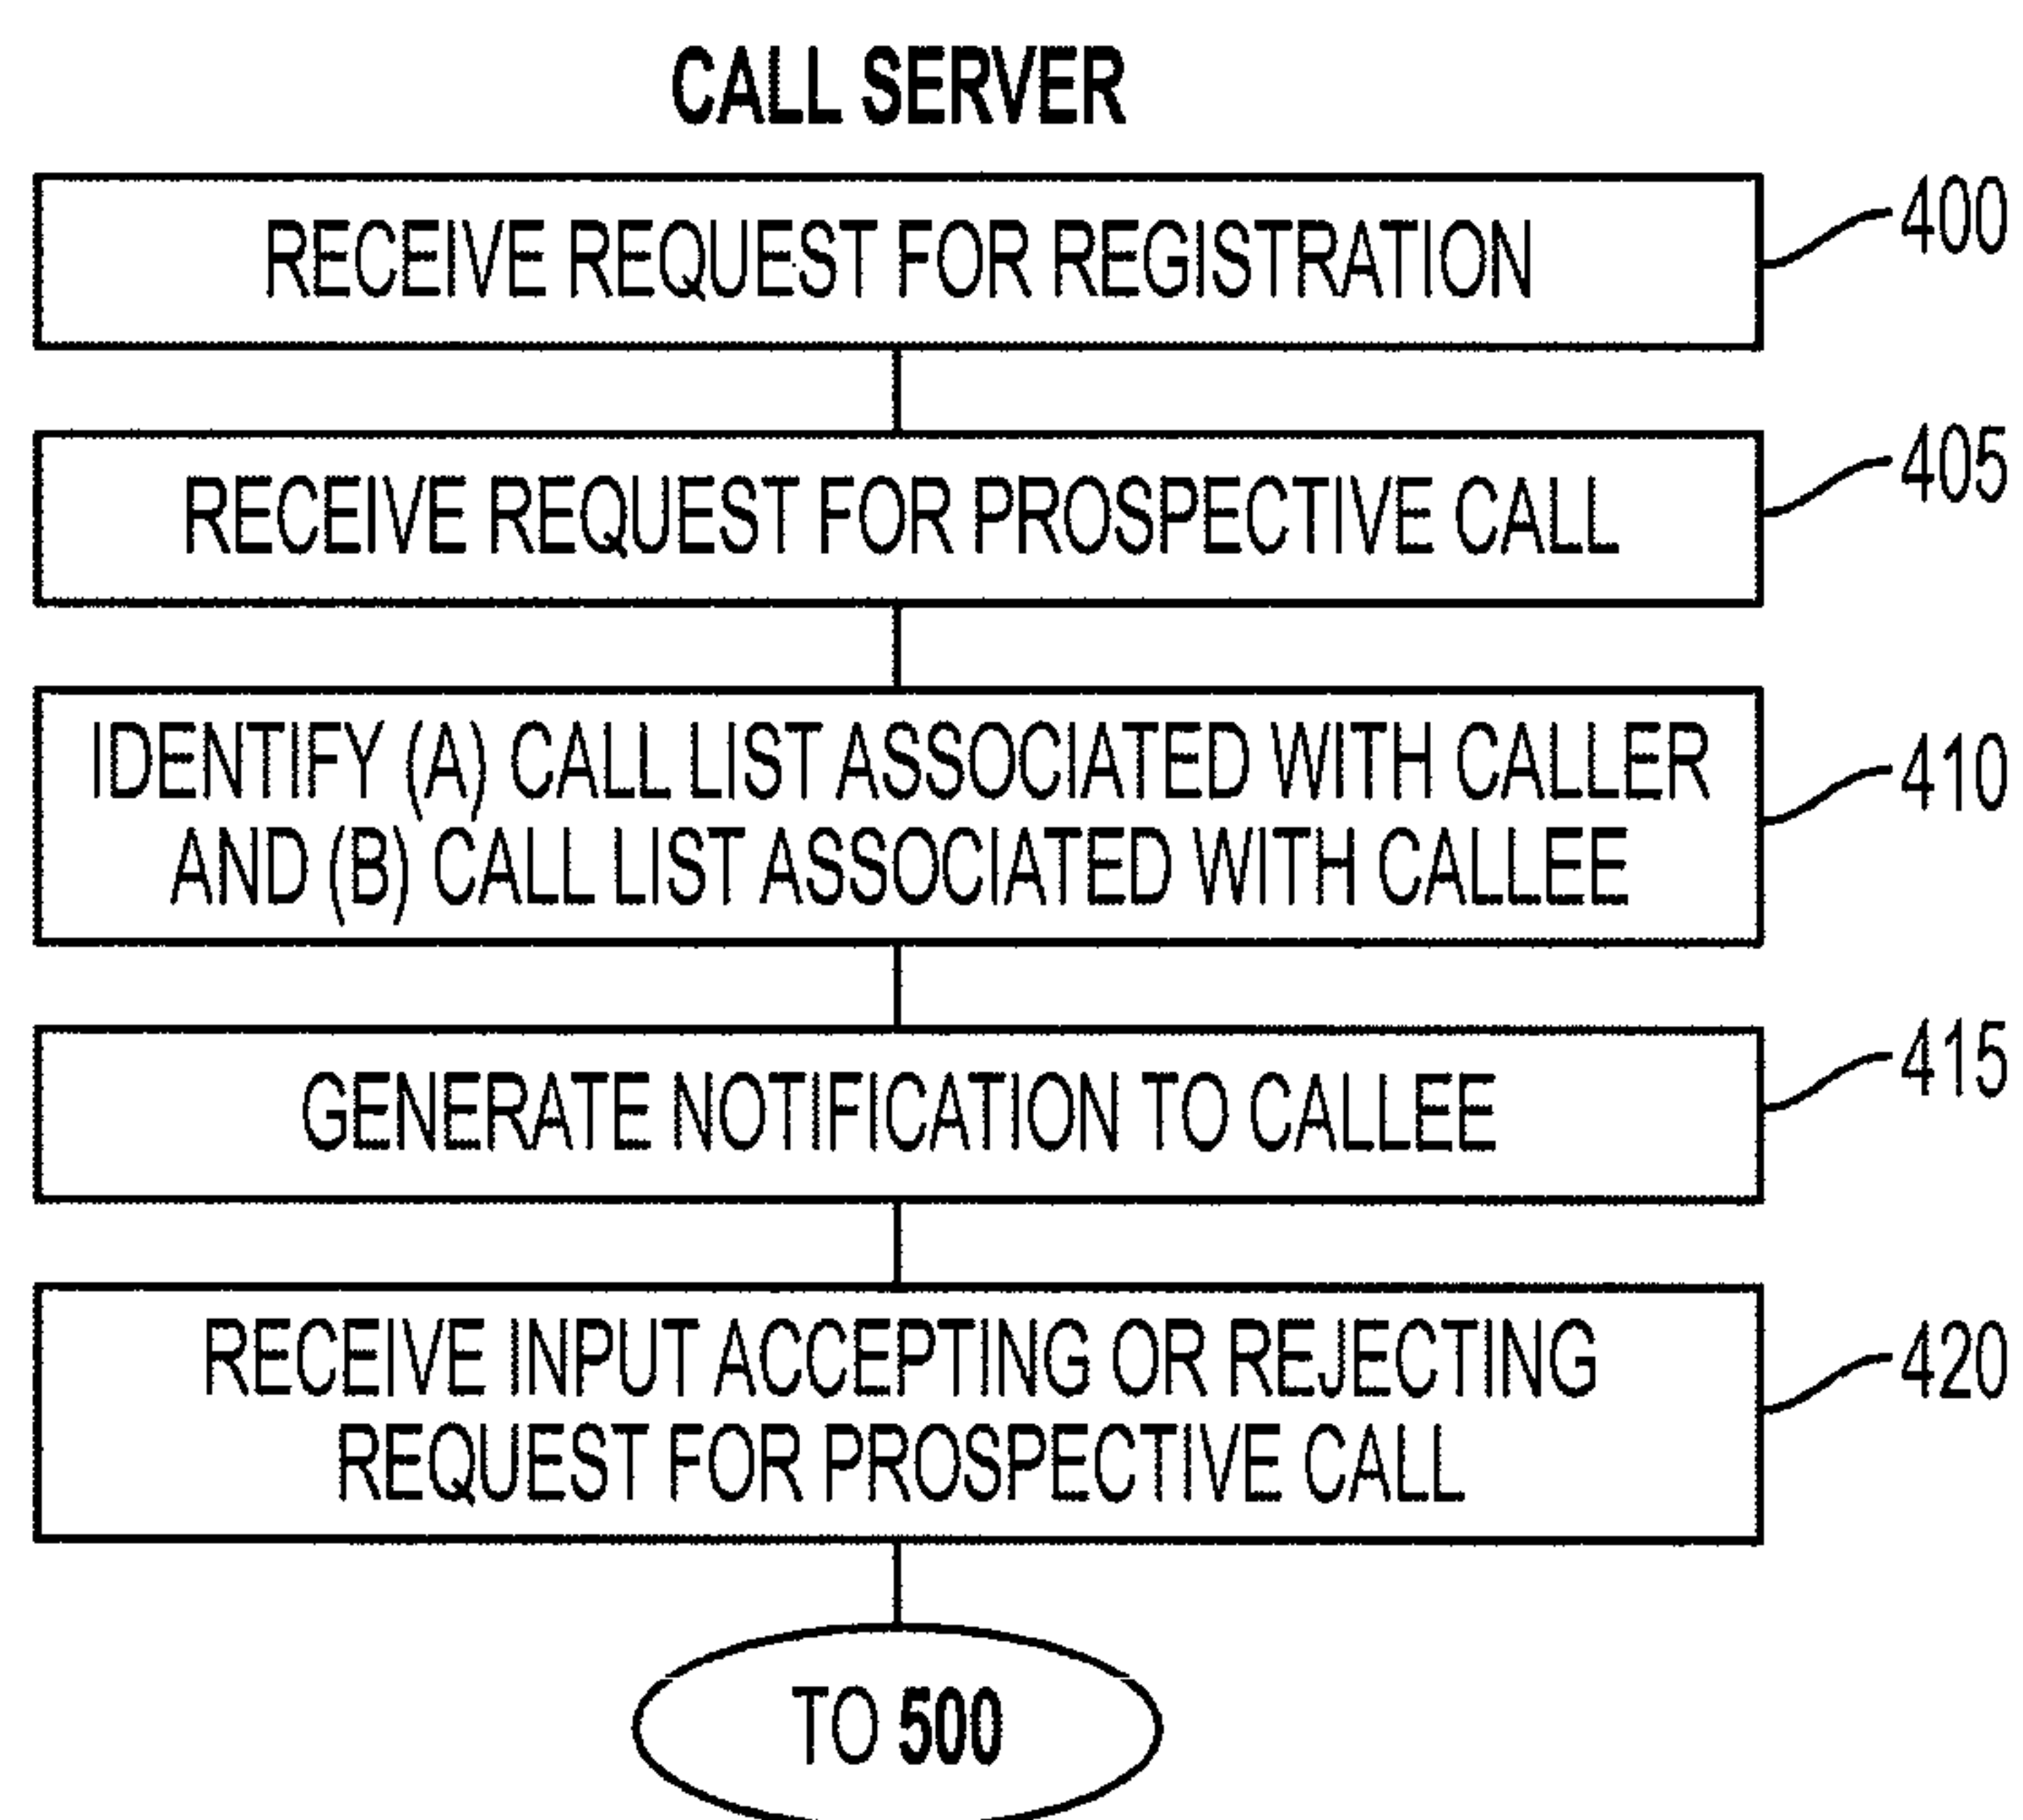 CALL SERVER
RECEIVE REQUEST FOR REGISTRATION
400
RECEIVE REQUEST FOR PROSPECTIVE CALL
405
IDENTIFY (A) CALL LIST ASSOCIATED WITH CALLER
AND (B) CALL LIST ASSOCIATED WITH CALLEE
410
GENERATE NOTIFICATION TO CALLEE
415
RECEIVE INPUT ACCEPTING OR REJECTING
REQUEST FOR PROSPECTIVE CALL
420
TO 500